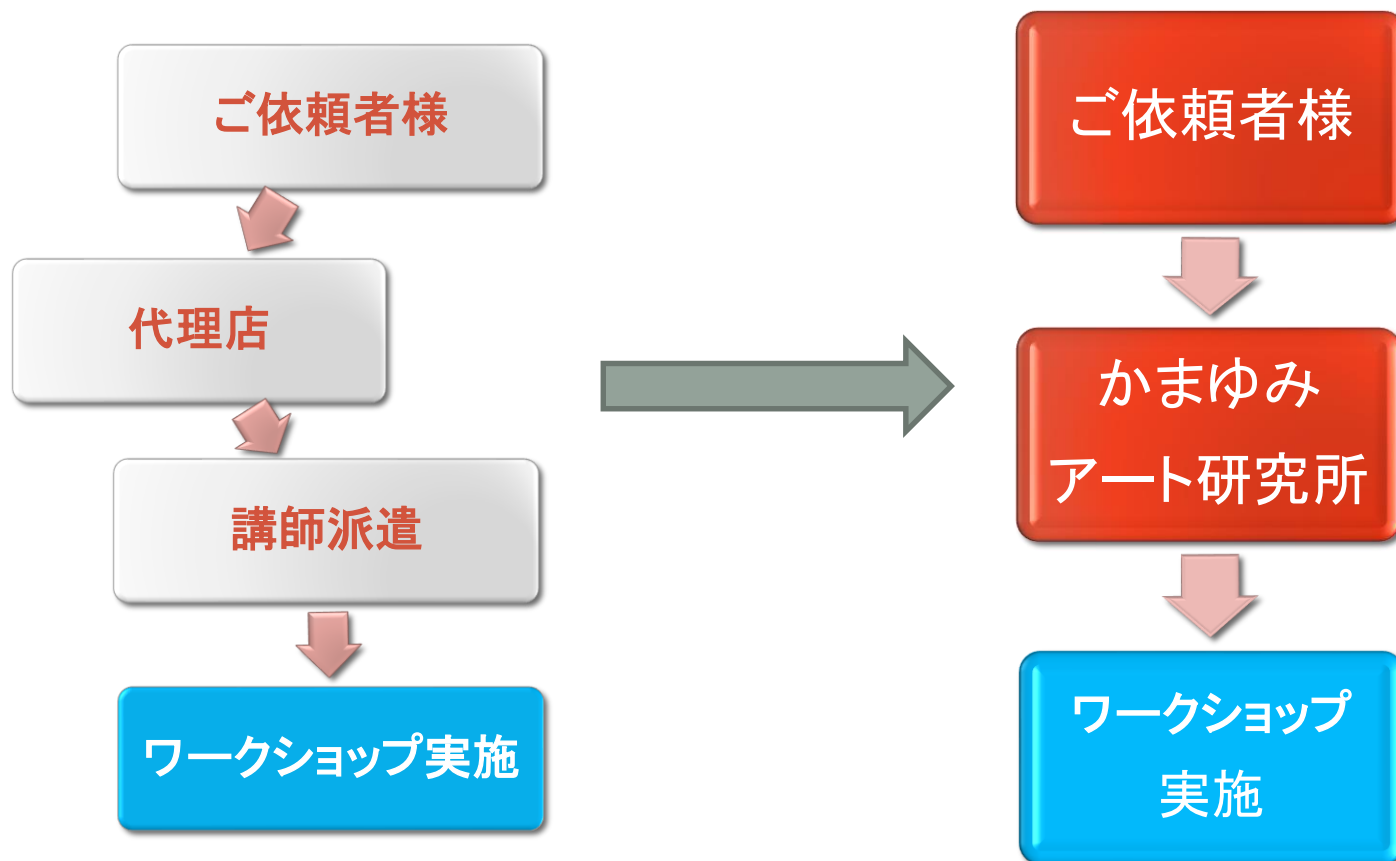 ご依頼者様
代理店
講師派遣
ワークショップ実施
ご依頼者様
かまゆみ
アート研究所
ワークショップ
実施